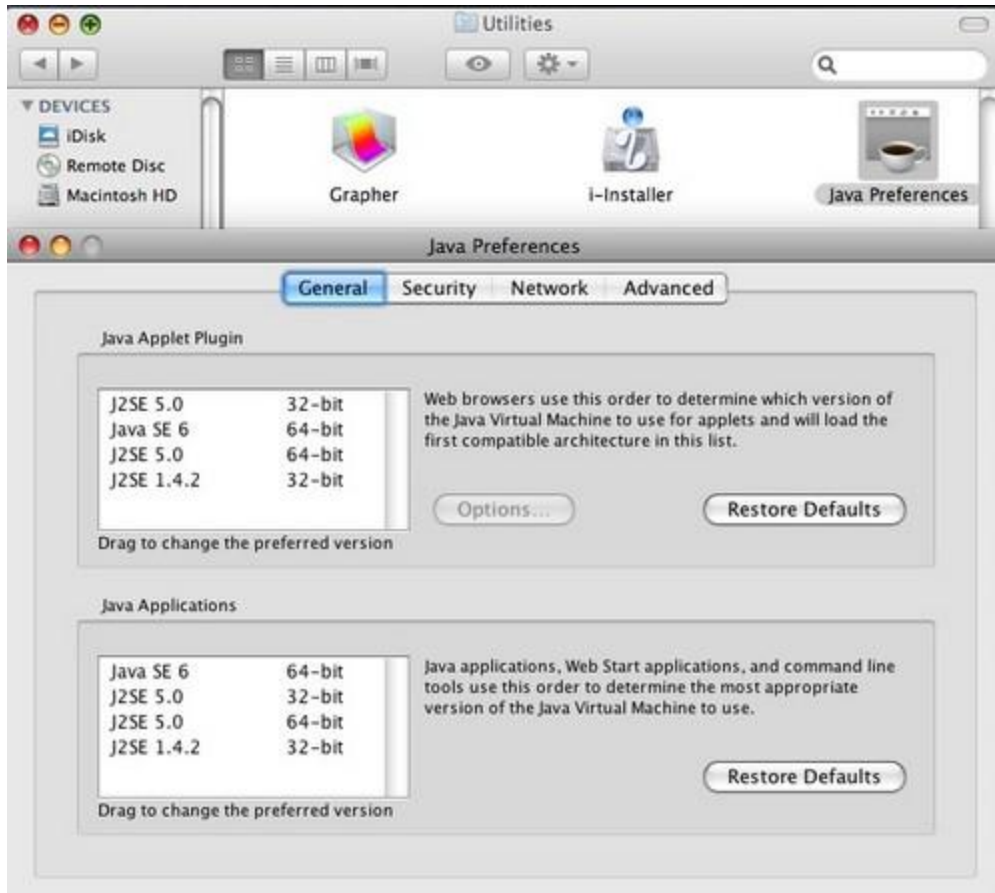 Utilities
DEVICES
iDisk
Remote Disc
Macintosh HD
Grapher
i-Installer
Java Preferences
Java Preferences
General Security Network Advanced
Java Applet Plugin
J2SE 5.0 32-bit
Java SE 6 64-bit
J2SE 5.0 64-bit
J2SE 1.4.2 32-bit
Drag to change the preferred version
Web browsers use this order to determine which version of
the Java Virtual Machine to use for applets and will load the
first compatible architecture in this list.
Options...
Restore Defaults
Java Applications
Java SE 6 64-bit
J2SE 5.0 32-bit
J2SE 5.0 64-bit
J2SE 1.4.2 32-bit
Drag to change the preferred version
Java applications, Web Start applications, and command line
tools use this order to determine the most appropriate
version of the Java Virtual Machine to use.
Restore Defaults